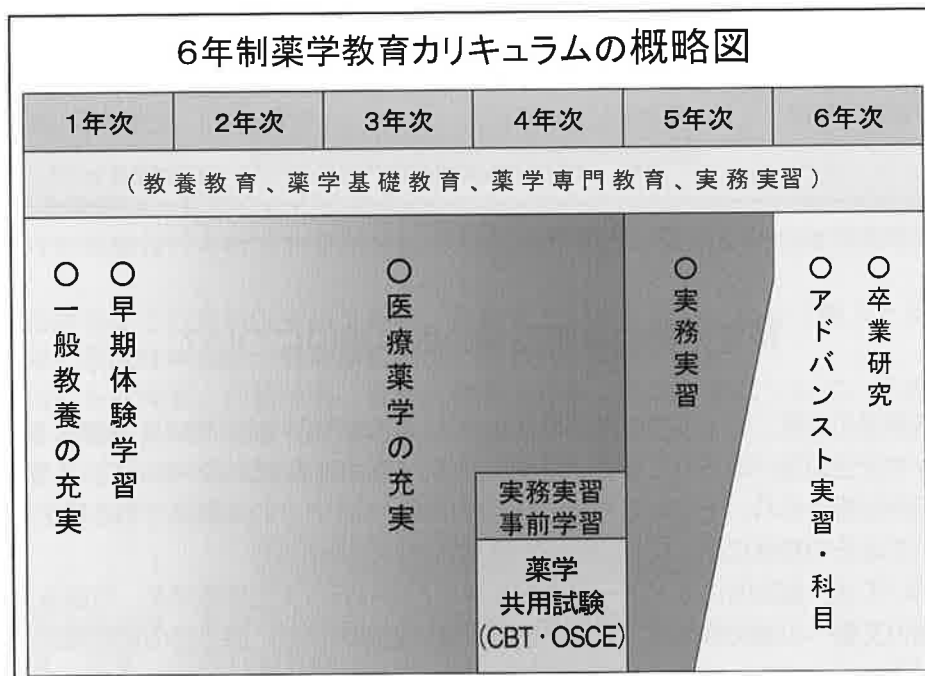 6年制薬学教育カリキュラムの概略図
1年次
2年次
3年次
4年次
5年次
6年次
(教養教育、薬学基礎教育、薬学専門教育、実務実習)
○早期体験学習
○一般教養の充実
○医療薬学の充実
実務実習
事前学習
薬学
共用試験
(CBT・OSCE)
○実務実習
○卒業研究
○アドバンスト実習・科目